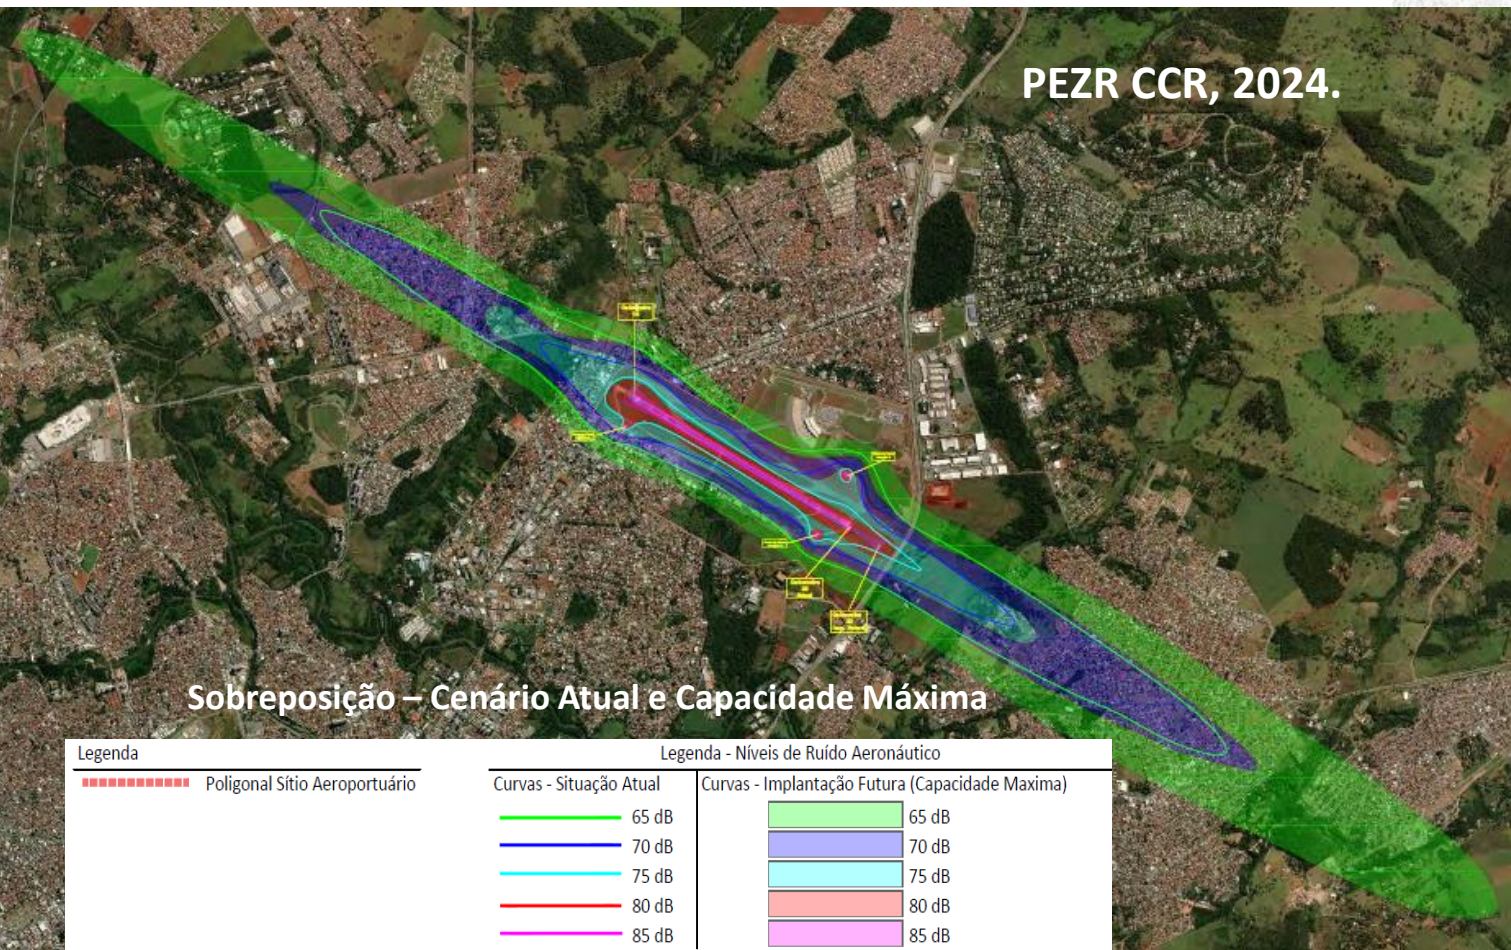 PEZR CCR, 2024.
Sobreposição – Cenário Atual e Capacidade Máxima
Legenda
Poligonal Sítio Aeroportuário
Legenda - Níveis de Ruído Aeronáutico
Curvas - Situação Atual
65 dB
70 dB
75 dB
80 dB
85 dB
Curvas - Implantação Futura (Capacidade Maxima)
65 dB
70 dB
75 dB
80 dB
85 dB